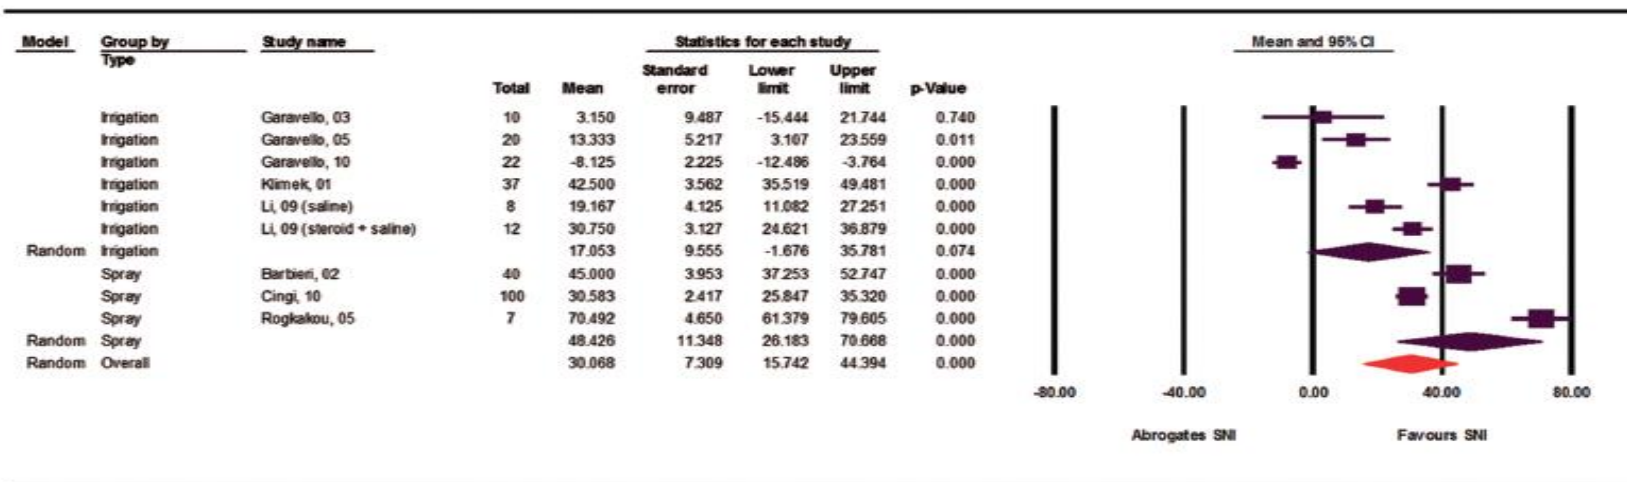 Model Group by Study name Statistics for each study Mean and 95% CI
Type
Total Mean Standard error Lower limit Upper limit p-Value
Irrigation Garavello, 03 10 3.150 9.487 -15.444 21.744 0.740
Irrigation Garavello, 05 20 13.333 5.217 3.107 23.559 0.011
Irrigation Garavello, 10 22 -8.125 2.225 -12.486 -3.764 0.000
Irrigation Klimek, 01 37 42.500 3.562 35.519 49.481 0.000
Irrigation Li, 09 (saline) 8 19.167 4.125 11.082 27.251 0.000
Irrigation Li, 09 (steroid + saline) 12 30.750 3.127 24.621 36.879 0.000
Random Irrigation 17.053 9.555 -1.676 35.781 0.074
Spray Barbieri, 02 40 45.000 3.953 37.253 52.747 0.000
Spray Cingi, 10 100 30.583 2.417 25.847 35.320 0.000
Spray Rogkakou, 05 7 70.492 4.650 61.379 79.605 0.000
Random Spray 48.426 11.348 26.183 70.668 0.000
Random Overall 30.068 7.309 15.742 44.394 0.000
-80.00 -40.00 0.00 40.00 80.00
Abrogates SNI Favours SNI